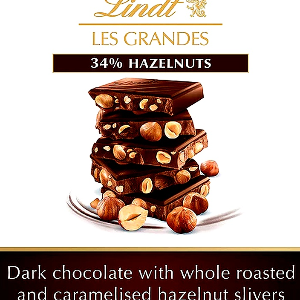 Lindt
LES GRANDES
34% HAZELNUTS
Dark chocolate with whole roasted
and caramelised hazelnut slivers